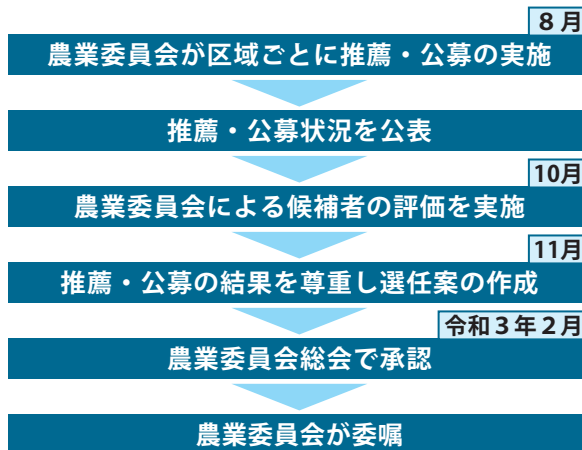 8月
農業委員会が区域ごとに推薦・公募の実施
推薦・公募状況を公表
10月
農業委員会による候補者の評価を実施
11月
推薦・公募の結果を尊重し選任案の作成
令和3年2月
農業委員会総会で承認
農業委員会が委嘱